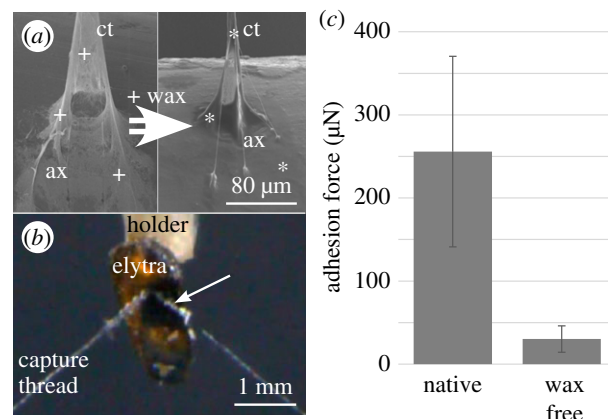 (a)
ct
+
+ wax
+
ax
+
ct
*
*
ax
*
80 µm
(b)
holder
elytra
capture
thread
1 mm
(c)
adhesion force (µN)
400
300
200
100
0
native
wax
free